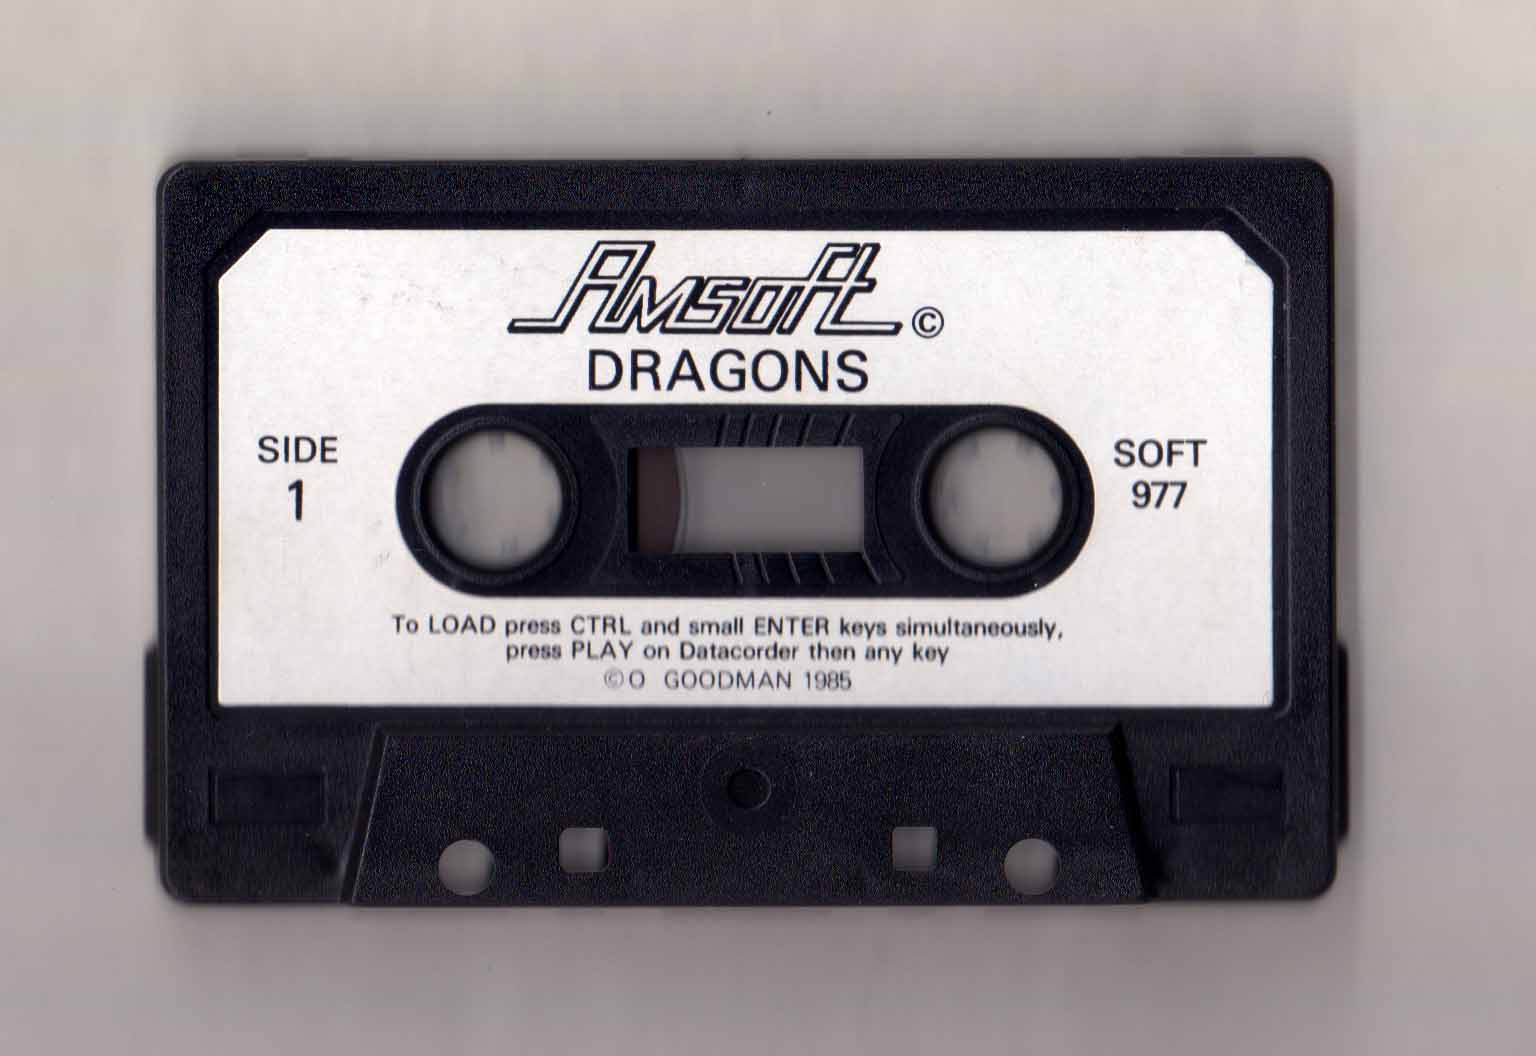 Amsoft ©
DRAGONS
SIDE
1
SOFT
977
To LOAD press CTRL and small ENTER keys simultaneously,
press PLAY on Datacorder then any key
©O GOODMAN 1985